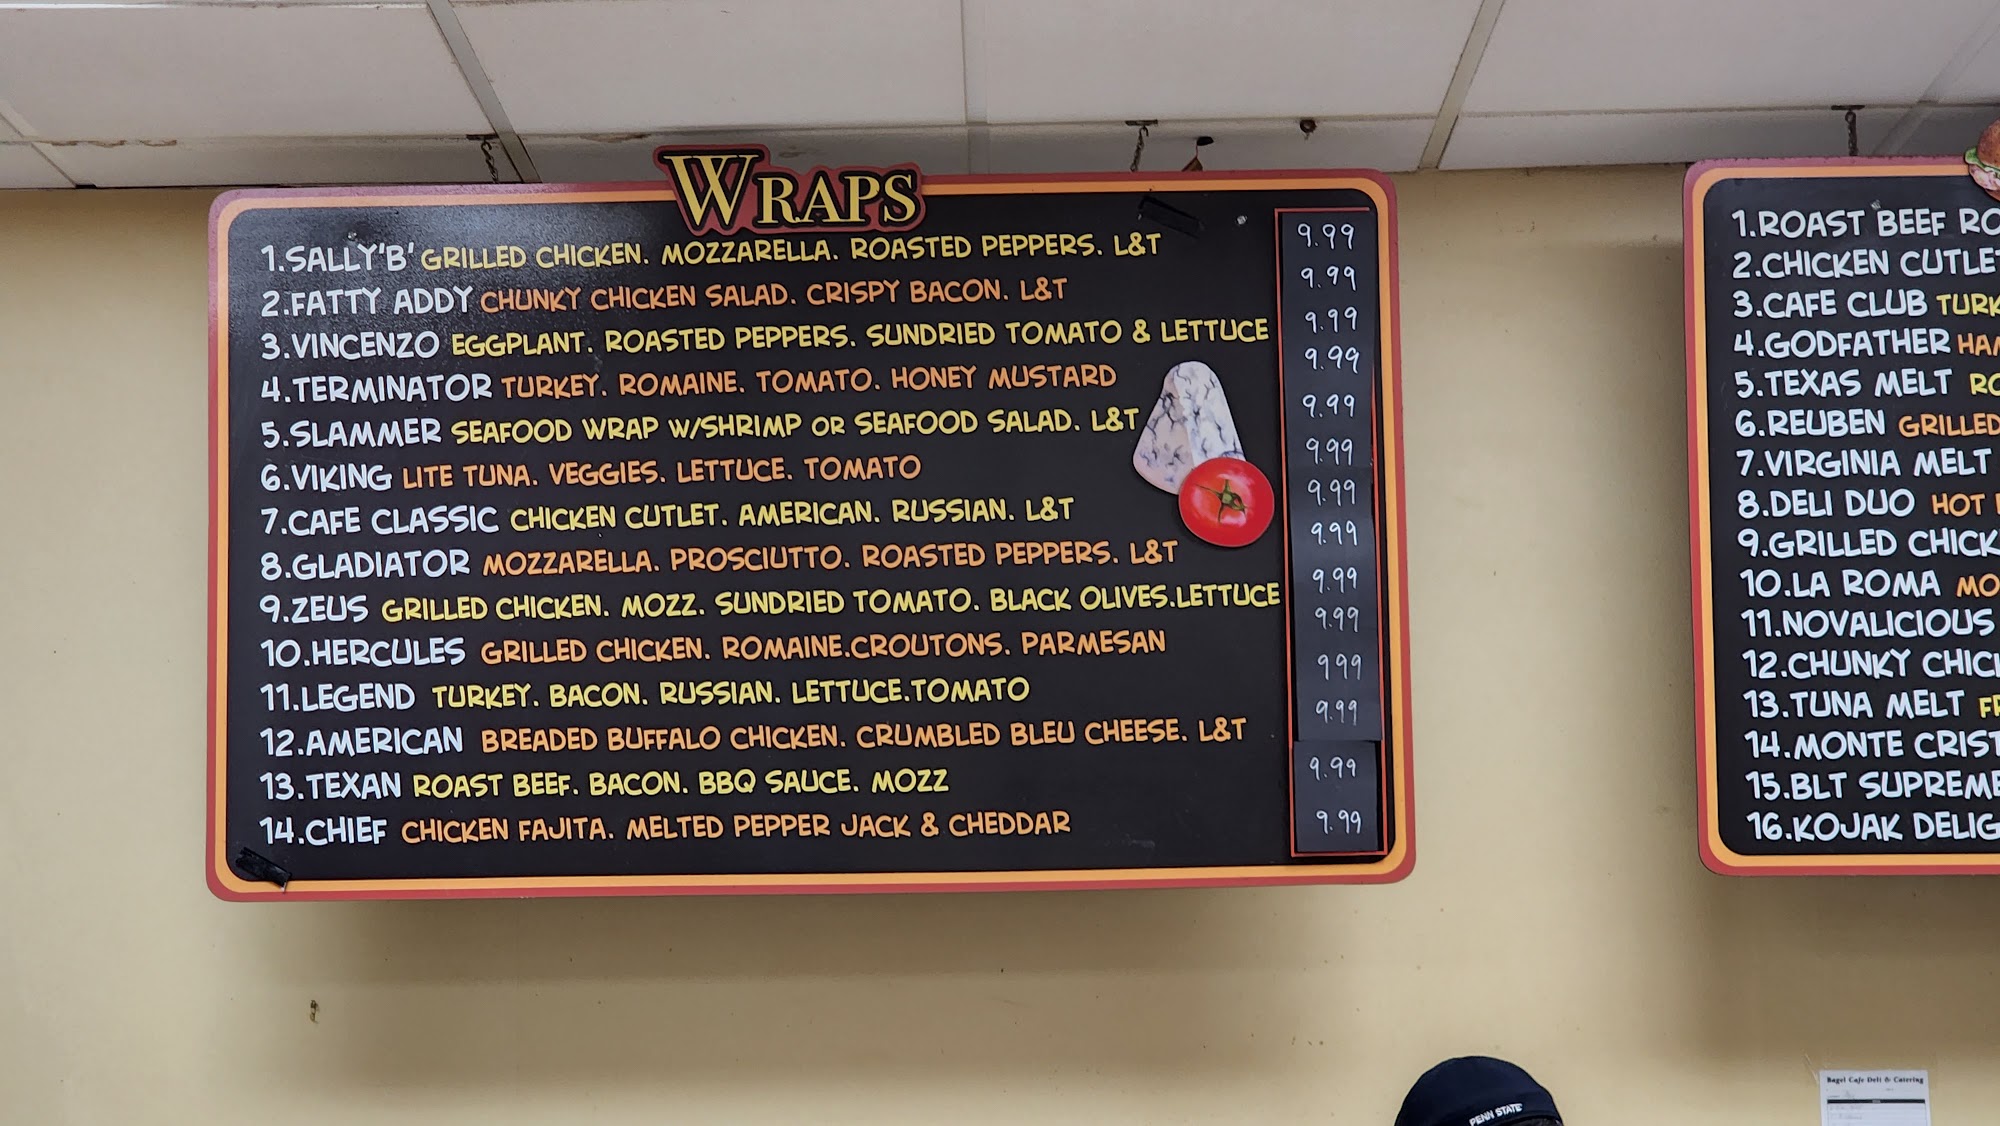 WRAPS
1.SALLY'B' GRILLED CHICKEN. MOZZARELLA. ROASTED PEPPERS. L&T 9.99
2.FATTY ADDY CHUNKY CHICKEN SALAD. CRISPY BACON. L&T 9.99
3.VINCENZO EGGPLANT. ROASTED PEPPERS. SUNDRIED TOMATO & LETTUCE 9.99
4.TERMINATOR TURKEY. ROMAINE. TOMATO. HONEY MUSTARD 9.99
5.SLAMMER SEAFOOD WRAP W/SHRIMP OR SEAFOOD SALAD. L&T 9.99
6.VIKING LITE TUNA. VEGGIES. LETTUCE. TOMATO 9.99
7.CAFE CLASSIC CHICKEN CUTLET. AMERICAN. RUSSIAN. L&T 9.99
8.GLADIATOR MOZZARELLA. PROSCIUTTO. ROASTED PEPPERS. L&T 9.99
9.ZEUS GRILLED CHICKEN. MOZZ. SUNDRIED TOMATO. BLACK OLIVES.LETTUCE 9.99
10.HERCULES GRILLED CHICKEN. ROMAINE.CROUTONS. PARMESAN 9.99
11.LEGEND TURKEY. BACON. RUSSIAN. LETTUCE.TOMATO 999
12.AMERICAN BREADED BUFFALO CHICKEN. CRUMBLED BLEU CHEESE. L&T 9.99
13.TEXAN ROAST BEEF. BACON. BBQ SAUCE. MOZZ 9.99
14.CHIEF CHICKEN FAJITA. MELTED PEPPER JACK & CHEDDAR 9.99
1.ROAST BEEF
2.CHICKEN
3.CAFE CLUB
4.GODFATHER
5.TEXAS MELT
6.REUBEN GRILLED
7.VIRGINIA MELT
8.DELI DUO HOT
9.GRILLED
10.LA ROMA
11.NOVALICIOUS
12.CHUNKY
13.TUNA MELT
14.MONTE
15.BLT SUPREME
16.KOJAK
PENN STATE
Bagel Cafe Deli & Catering